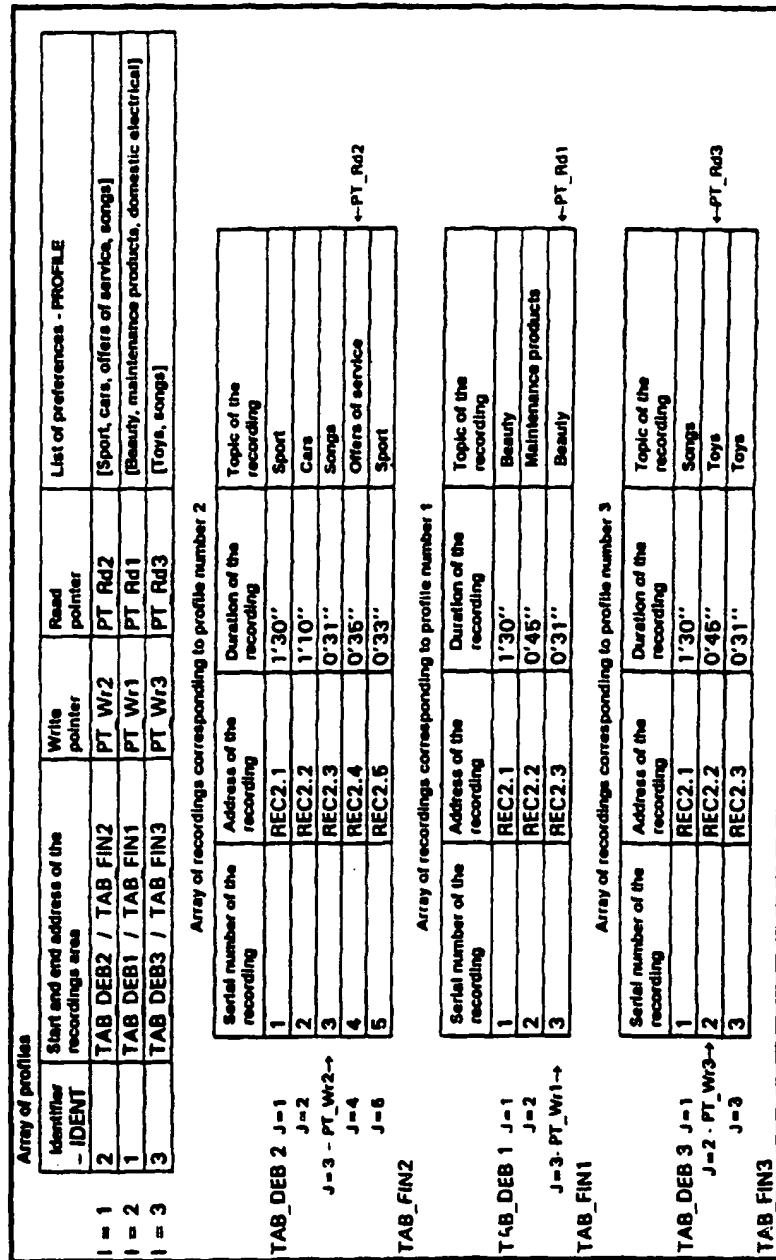 Array of profiles
Identifier - IDENT | Start and end address of the recordings area | Write pointer | Read pointer | List of preferences - PROFILE
I = 1 | 2 | TAB DEB2 / TAB FIN2 | PT Wr2 | PT Rd2 | [Sport, cars, offers of service, songs]
I = 2 | 1 | TAB DEB1 / TAB FIN1 | PT Wr1 | PT Rd1 | [Beauty, maintenance products, domestic electrical]
I = 3 | 3 | TAB DEB3 / TAB FIN3 | PT Wr3 | PT Rd3 | [Toys, songs]
Array of recordings corresponding to profile number 2
Serial number of the recording | Address of the recording | Duration of the recording | Topic of the recording
TAB_DEB 2 J=1 | 1 | REC2.1 | 1'30'' | Sport
J=2 | 2 | REC2.2 | 1'10'' | Cars
J=3 - PT_Wr2→ | 3 | REC2.3 | 0'31'' | Songs
J=4 | 4 | REC2.4 | 0'35'' | Offers of service | ←PT_Rd2
J=5 | 5 | REC2.5 | 0'33'' | Sport
TAB_FIN2
Array of recordings corresponding to profile number 1
Serial number of the recording | Address of the recording | Duration of the recording | Topic of the recording
TAB_DEB 1 J=1 | 1 | REC2.1 | 1'30'' | Beauty
J=2 | 2 | REC2.2 | 0'45'' | Maintenance products
J=3- PT_Wr1→ | 3 | REC2.3 | 0'31'' | Beauty | ←PT_Rd1
TAB_FIN1
Array of recordings corresponding to profile number 3
Serial number of the recording | Address of the recording | Duration of the recording | Topic of the recording
TAB_DEB 3 J=1 | 1 | REC2.1 | 1'30'' | Songs
J=2 - PT_Wr3→ | 2 | REC2.2 | 0'45'' | Toys | ←PT_Rd3
J=3 | 3 | REC2.3 | 0'31'' | Toys
TAB_FIN3